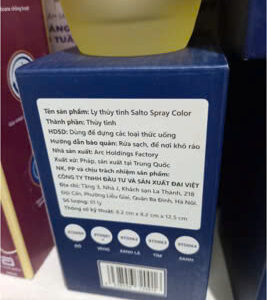 Tên sản phẩm: Ly thủy tinh Salto Spray Color
Thành phần: Thủy tinh
HDSD: Dùng để đựng các loại thức uống
Hướng dẫn bảo quản: Rửa sạch, để nơi khô ráo
Nhà sản xuất: Arc Holdings Factory
Xuất xứ: Pháp, sản xuất tại Trung Quốc
NK, PP và chịu trách nhiệm sản phẩm:
CÔNG TY TNHH ĐẦU TƯ VÀ SẢN XUẤT ĐẠI VIỆT
Địa chỉ: Tầng 3, Nhà J, Khách sạn La Thành, 218
Đội Cấn, Phường Liễu Giai, Quận Ba Đình, Hà Nội.
Số lượng: 01 ly
Thông số kỹ thuật: 8.2 cm x 8.2 cm x 12.5 cm
ĐỎ VÀNG XANH LÁ TÍM XANH